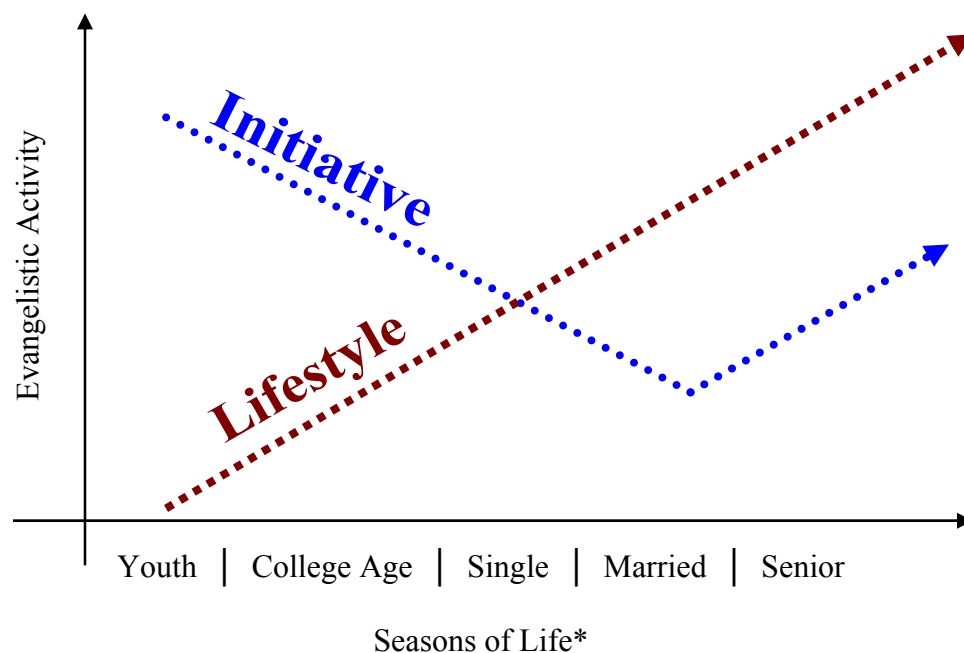 Initiative
Lifestyle
Evangelistic Activity
Youth | College Age | Single | Married | Senior
Seasons of Life*